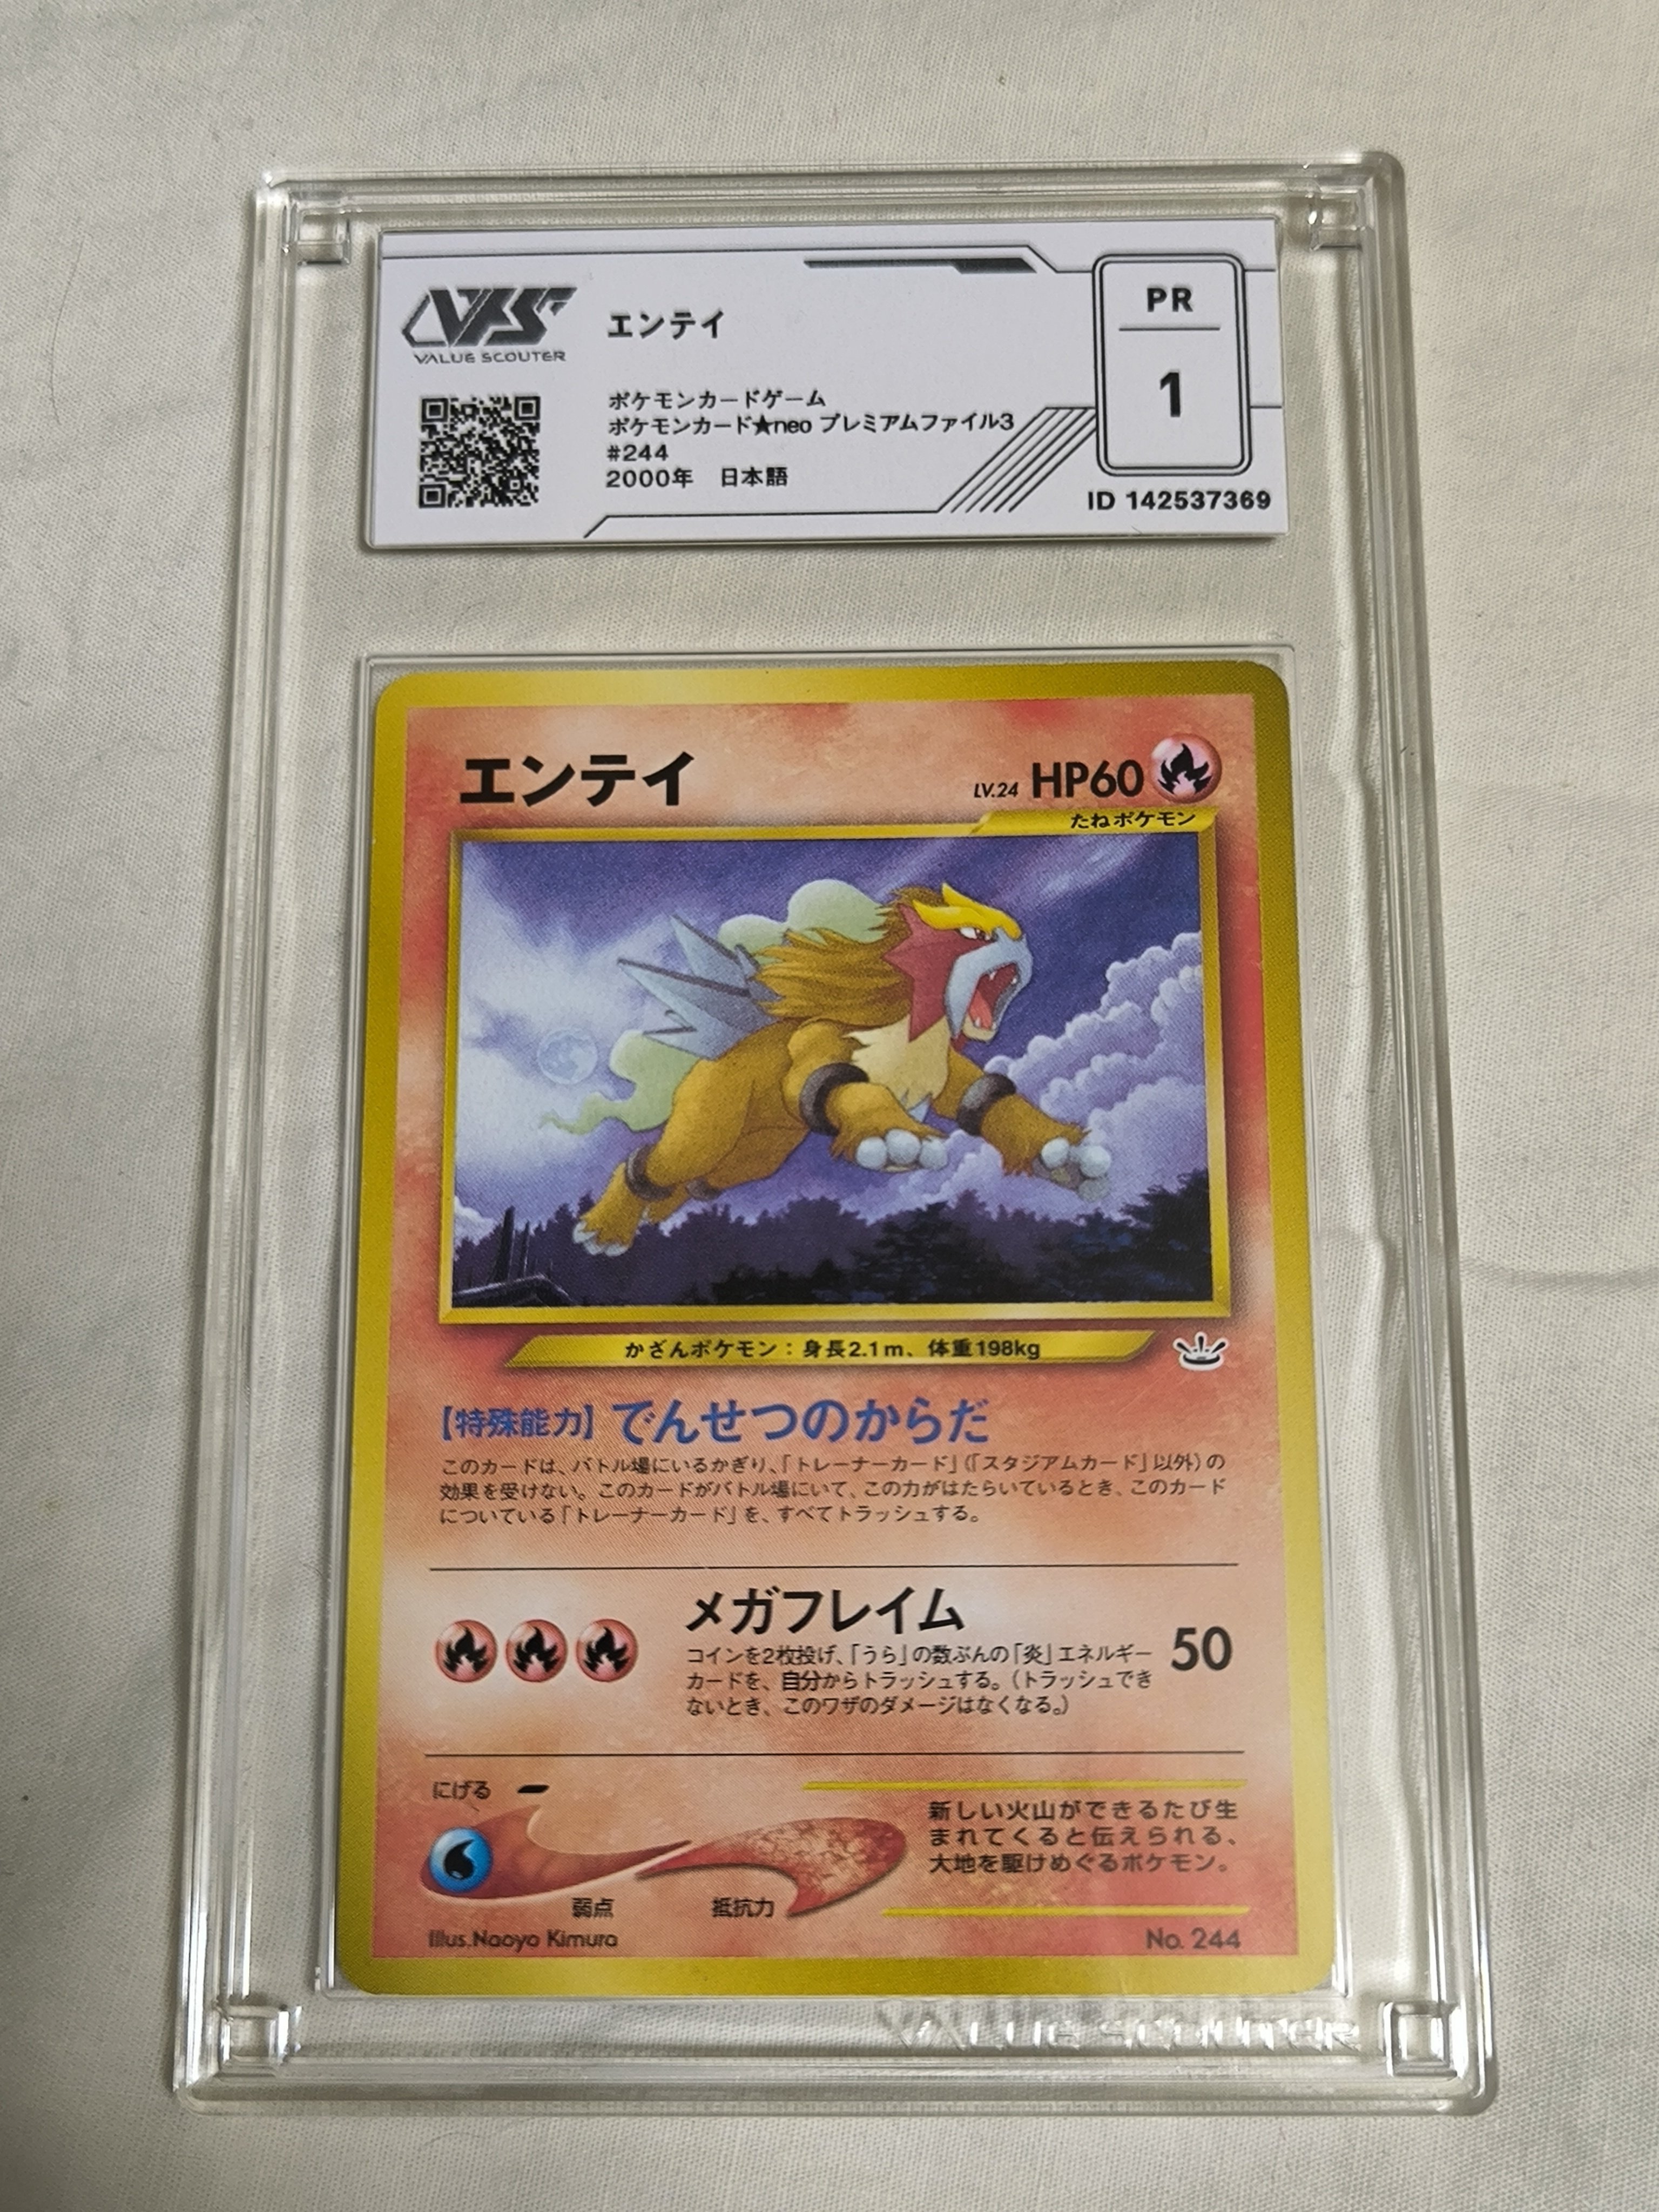 VS
VALUE SCOUTER
エンテイ
ポケモンカードゲーム
ポケモンカード★neo プレミアムファイル3
#244
2000年 日本語
PR
1
ID 142537369
エンテイ
LV.24 HP60
たねポケモン
かざんポケモン：身長2.1m、体重198kg
【特殊能力】でんせつのからだ
このカードは、バトル場にいるかぎり、「トレーナーカード」（「スタジアムカード」以外）の
効果を受けない。このカードがバトル場にいて、この力がはたらいているとき、このカード
についている「トレーナーカード」を、すべてトラッシュする。
メガフレイム
コインを2枚投げ、「うら」の数ぶんの「炎」エネルギー
カードを、自分からトラッシュする。（トラッシュでき
ないとき、このワザのダメージはなくなる。）
50
にげる
新しい火山ができるたび生
まれてくると伝えられる、
大地を駆けめぐるポケモン。
弱点
抵抗力
Illus.Naoyo Kimura
No. 244
VALUE SCOUTER